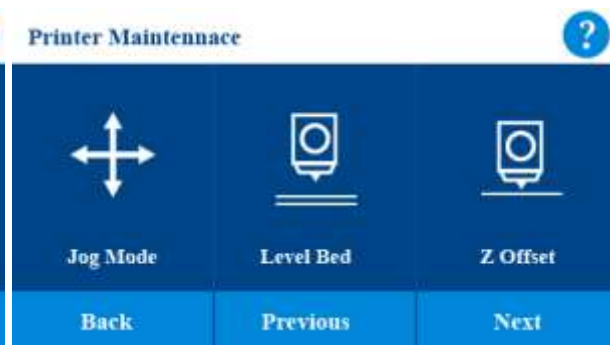 Printer Maintennace
?
Jog Mode Level Bed Z Offset
Back Previous Next